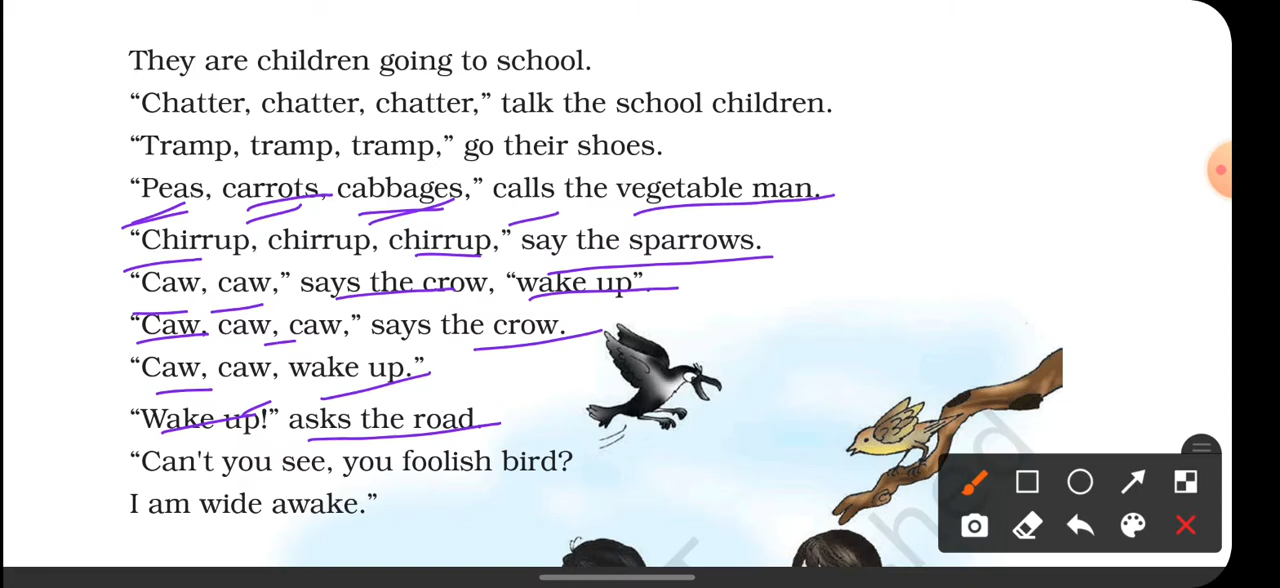 They are children going to school.
“Chatter, chatter, chatter,” talk the school children.
“Tramp, tramp, tramp,” go their shoes.
“Peas, carrots, cabbages,” calls the vegetable man.
“Chirrup, chirrup, chirrup,” say the sparrows.
“Caw, caw,” says the crow, “wake up”.
“Caw, caw, caw,” says the crow.
“Caw, caw, wake up.”
“Wake up!” asks the road.
“Can't you see, you foolish bird?
I am wide awake.”